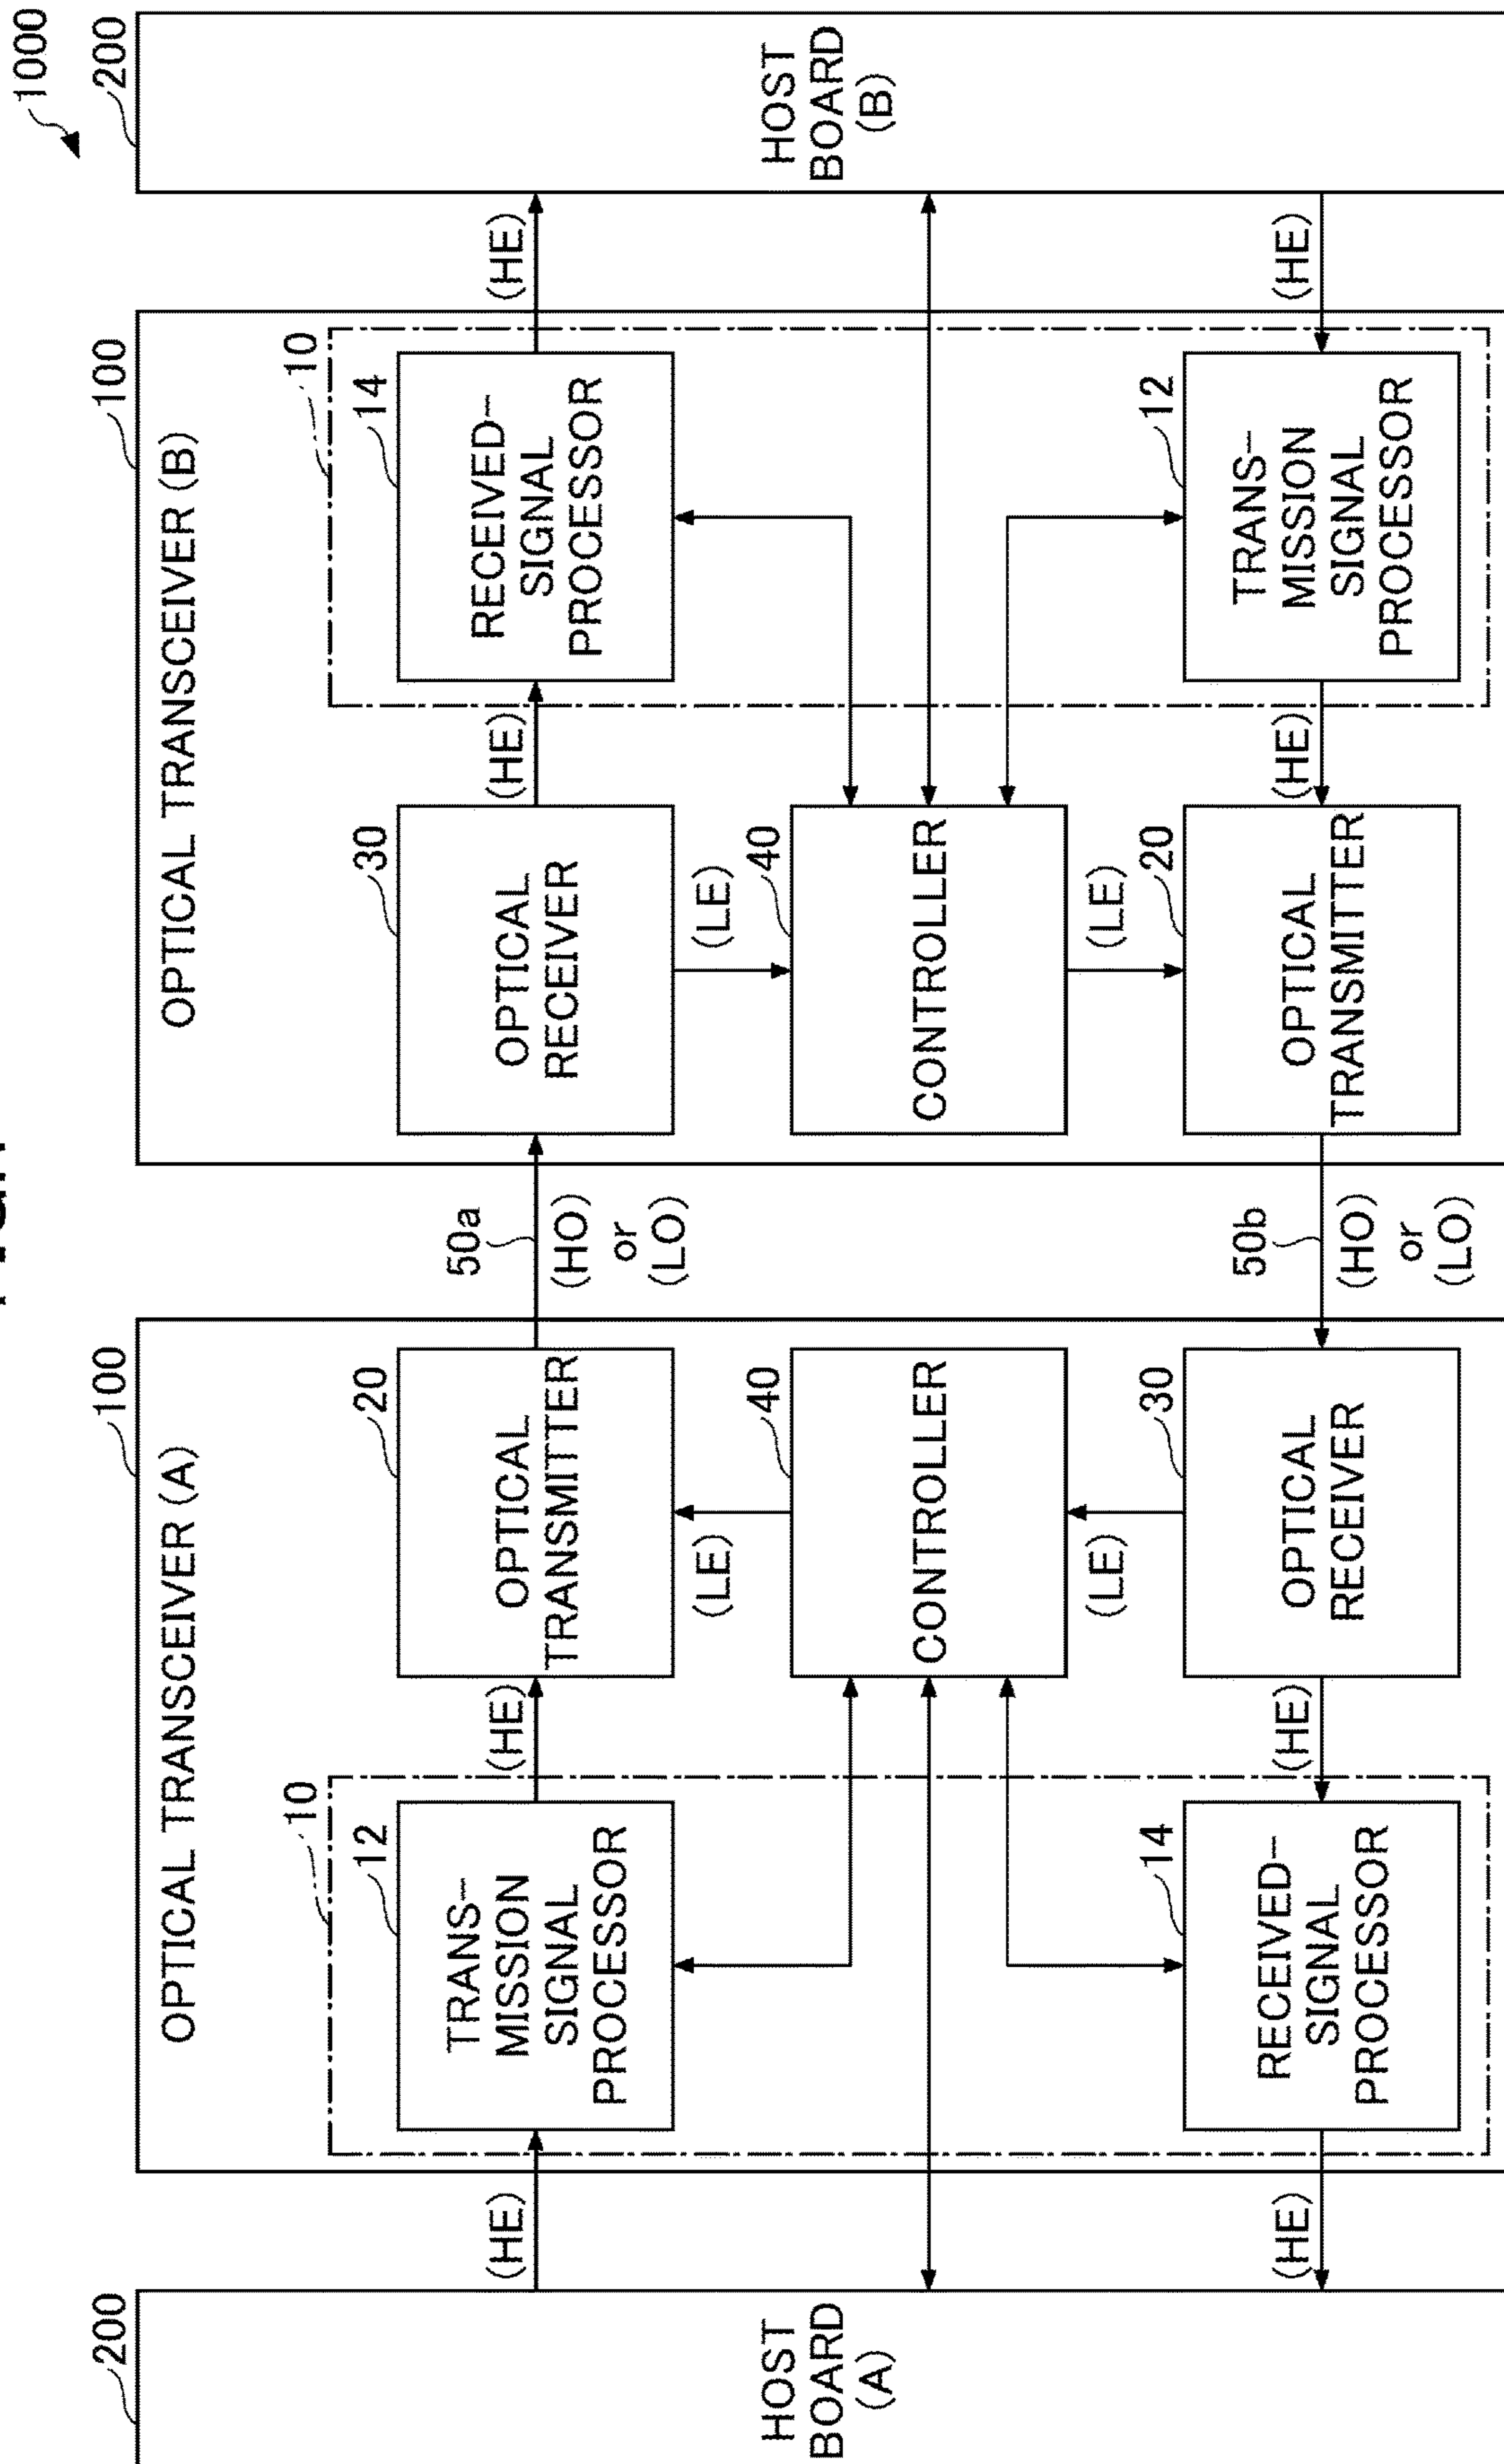 1000
200
100
100
200
OPTICAL TRANSCEIVER (A)
OPTICAL TRANSCEIVER (B)
HOST
BOARD
(A)
(HE)
(HE)
10
12
TRANS-
MISSION
SIGNAL
PROCESSOR
14
RECEIVED-
SIGNAL
PROCESSOR
(HE)
(HE)
20
OPTICAL
TRANSMITTER
(LE)
40
CONTROLLER
(LE)
30
OPTICAL
RECEIVER
50a
(HO)
or
(LO)
50b
(HO)
or
(LO)
30
OPTICAL
RECEIVER
(LE)
40
CONTROLLER
(LE)
20
OPTICAL
TRANSMITTER
(HE)
(HE)
10
14
RECEIVED-
SIGNAL
PROCESSOR
12
TRANS-
MISSION
SIGNAL
PROCESSOR
(HE)
(HE)
HOST
BOARD
(B)